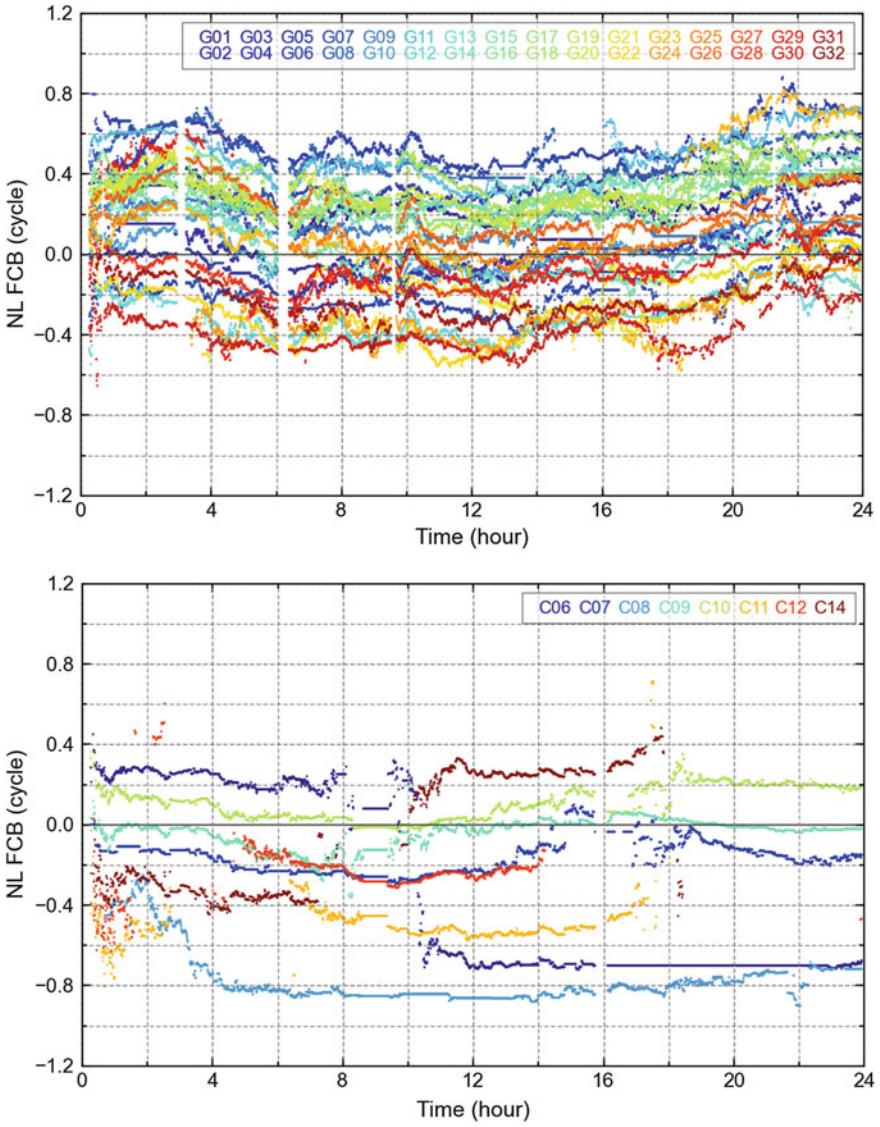 1.2
G01 G03 G05 G07 G09 G11 G13 G15 G17 G19 G21 G23 G25 G27 G29 G31
G02 G04 G06 G08 G10 G12 G14 G16 G18 G20 G22 G24 G26 G28 G30 G32
0.8
0.4
0.0
−0.4
−0.8
−1.2
NL FCB (cycle)
0 4 8 12 16 20 24
Time (hour)
1.2
C06 C07 C08 C09 C10 C11 C12 C14
0.8
0.4
0.0
−0.4
−0.8
−1.2
NL FCB (cycle)
0 4 8 12 16 20 24
Time (hour)